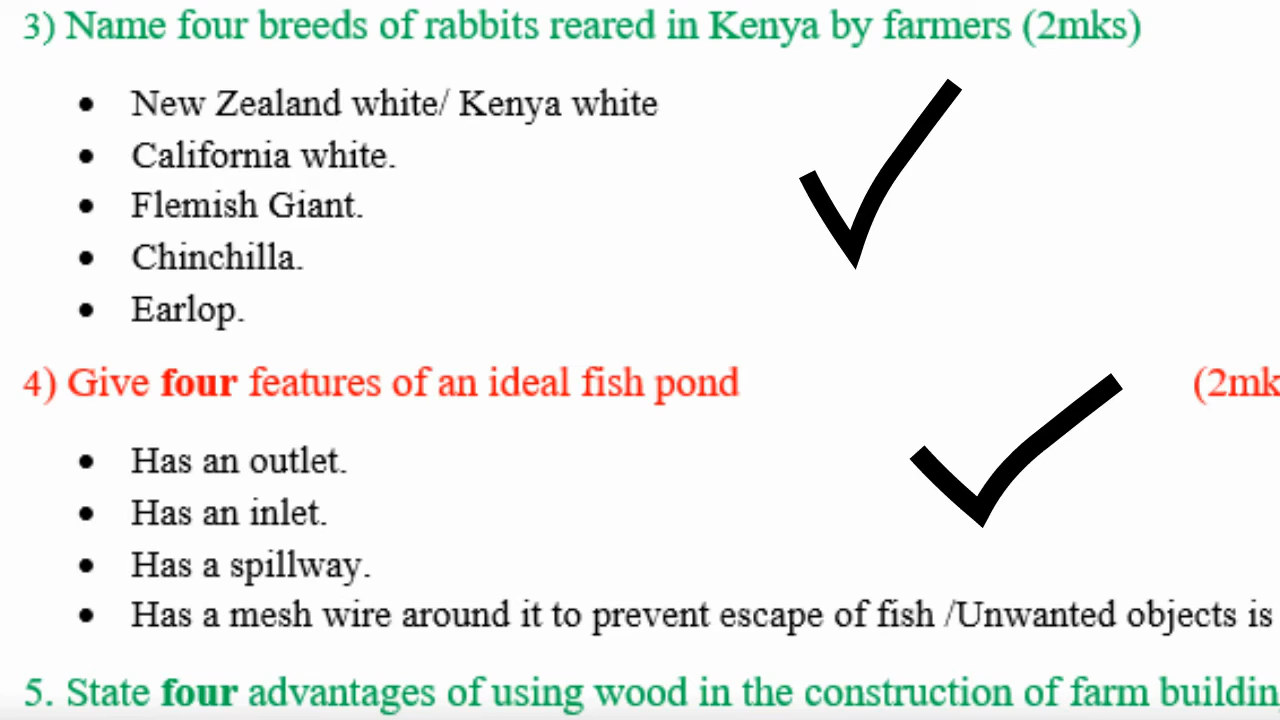 3) Name four breeds of rabbits reared in Kenya by farmers (2mks)
• New Zealand white/ Kenya white
• California white.
• Flemish Giant.
• Chinchilla.
• Earlop.
4) Give four features of an ideal fish pond (2mk
• Has an outlet.
• Has an inlet.
• Has a spillway.
• Has a mesh wire around it to prevent escape of fish /Unwanted objects is
5. State four advantages of using wood in the construction of farm buildin